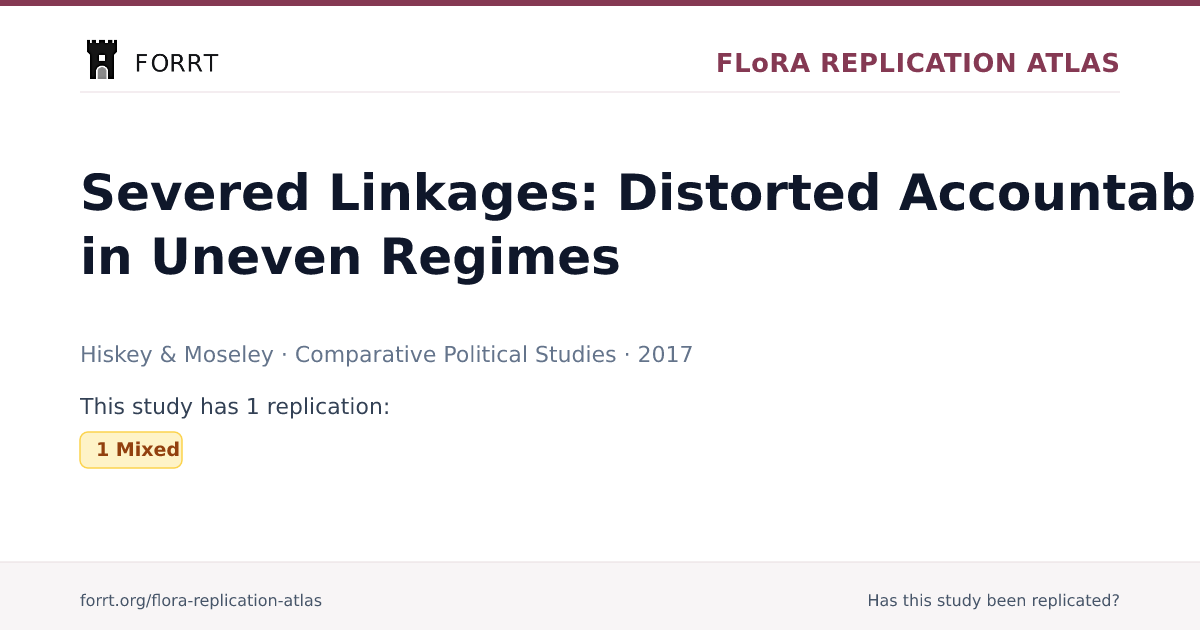 FORRT
FLoRA REPLICATION ATLAS
Severed Linkages: Distorted Accountab
in Uneven Regimes
Hiskey & Moseley · Comparative Political Studies · 2017
This study has 1 replication:
1 Mixed
forrt.org/flora-replication-atlas
Has this study been replicated?